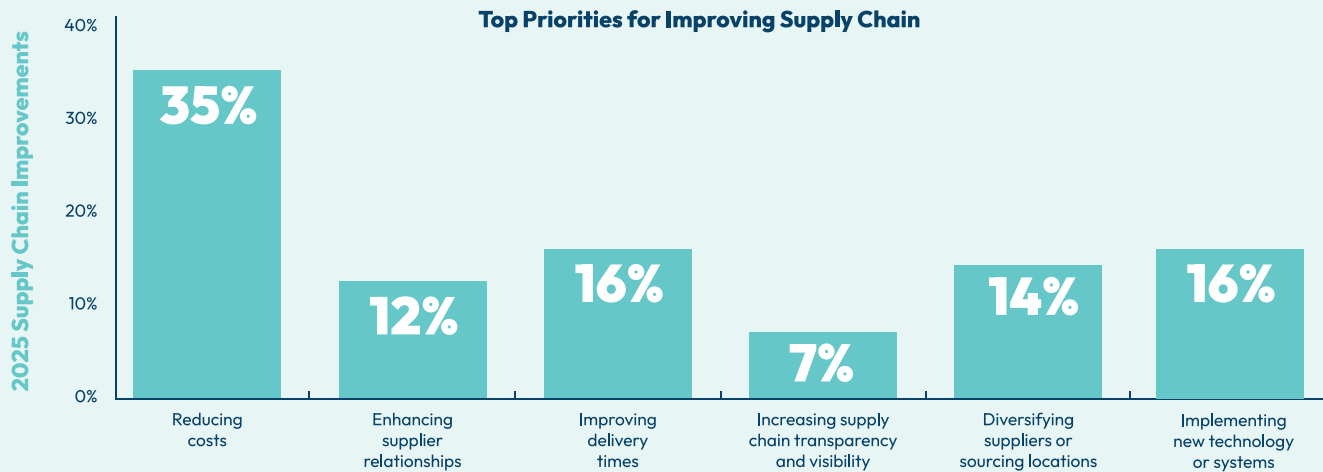 Top Priorities for Improving Supply Chain
2025 Supply Chain Improvements
40%
30%
20%
10%
0%
35%
12%
16%
7%
14%
16%
Reducing
costs
Enhancing
supplier
relationships
Improving
delivery
times
Increasing supply
chain transparency
and visibility
Diversifying
suppliers or
sourcing locations
Implementing
new technology
or systems